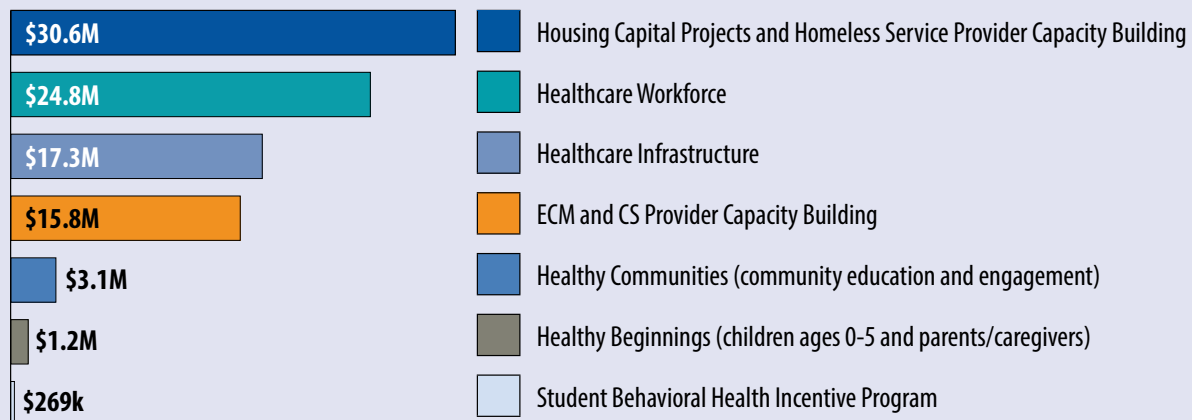 $30.6M Housing Capital Projects and Homeless Service Provider Capacity Building
$24.8M Healthcare Workforce
$17.3M Healthcare Infrastructure
$15.8M ECM and CS Provider Capacity Building
$3.1M Healthy Communities (community education and engagement)
$1.2M Healthy Beginnings (children ages 0-5 and parents/caregivers)
$269k Student Behavioral Health Incentive Program